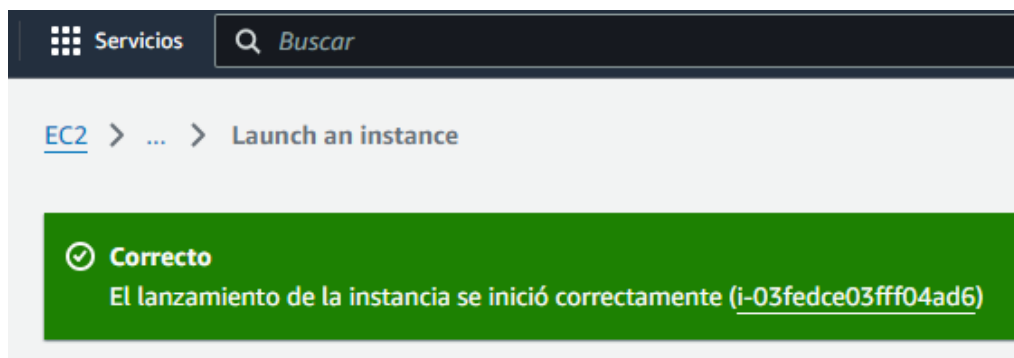 Servicios Buscar
EC2 > ... > Launch an instance
Correcto
El lanzamiento de la instancia se inició correctamente (i-03fedce03fff04ad6)